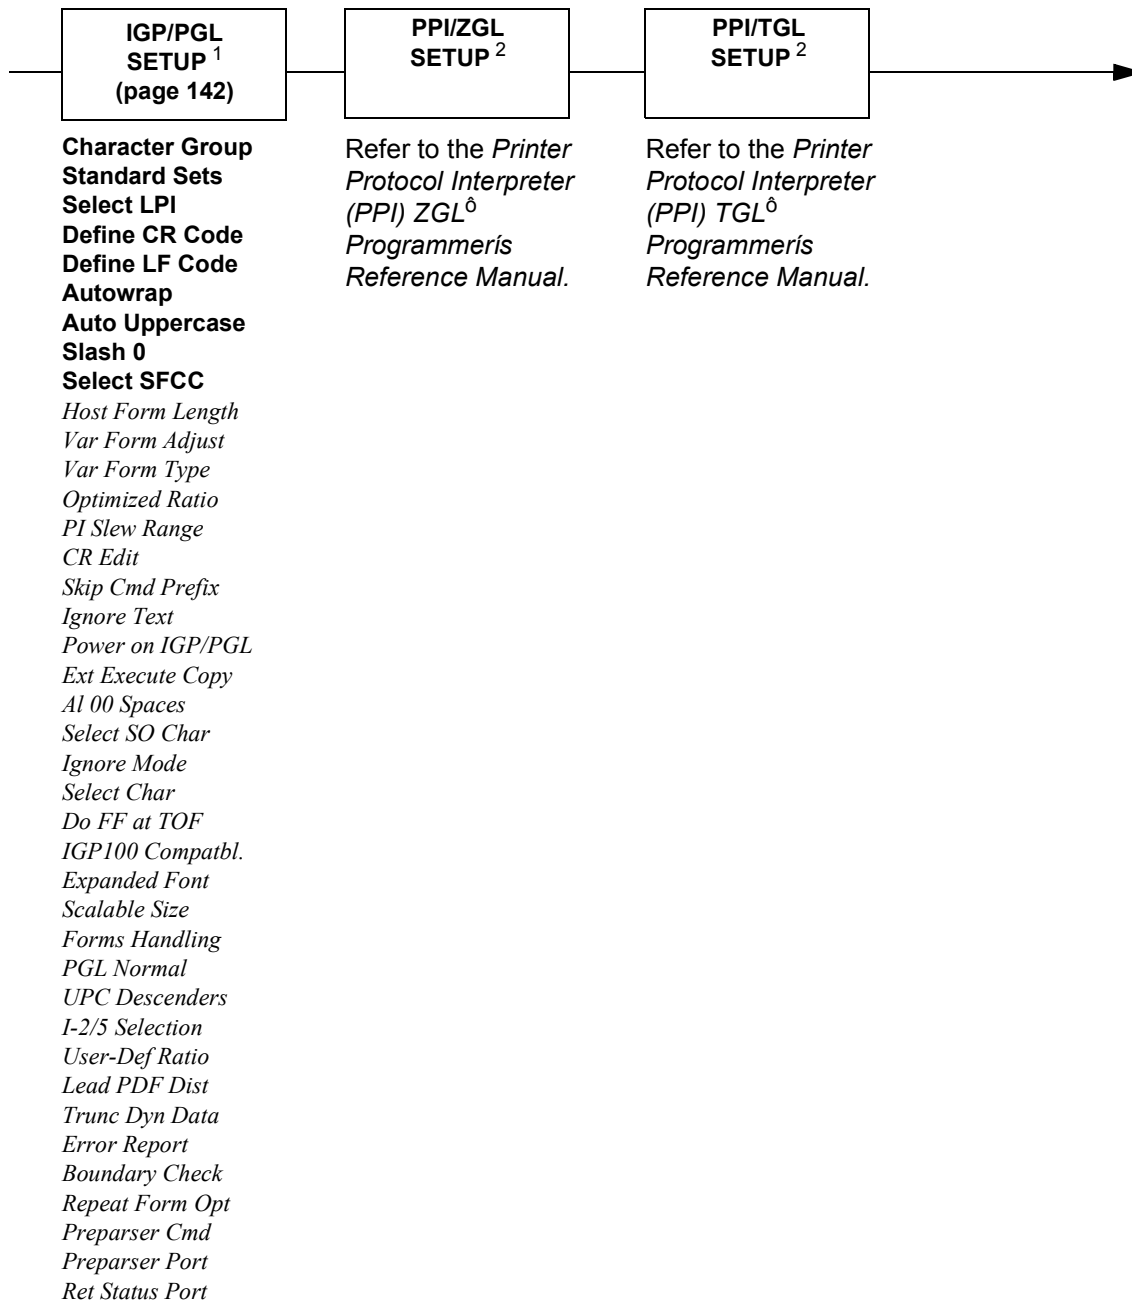 IGP/PGL
SETUP 1
(page 142)
Character Group
Standard Sets
Select LPI
Define CR Code
Define LF Code
Autowrap
Auto Uppercase
Slash 0
Select SFCC
Host Form Length
Var Form Adjust
Var Form Type
Optimized Ratio
PI Slew Range
CR Edit
Skip Cmd Prefix
Ignore Text
Power on IGP/PGL
Ext Execute Copy
Al 00 Spaces
Select SO Char
Ignore Mode
Select Char
Do FF at TOF
IGP100 Compatbl.
Expanded Font
Scalable Size
Forms Handling
PGL Normal
UPC Descenders
I-2/5 Selection
User-Def Ratio
Lead PDF Dist
Trunc Dyn Data
Error Report
Boundary Check
Repeat Form Opt
Preparser Cmd
Preparser Port
Ret Status Port
PPI/ZGL
SETUP 2
Refer to the Printer
Protocol Interpreter
(PPI) ZGLô
Programmerís
Reference Manual.
PPI/TGL
SETUP 2
Refer to the Printer
Protocol Interpreter
(PPI) TGLô
Programmerís
Reference Manual.